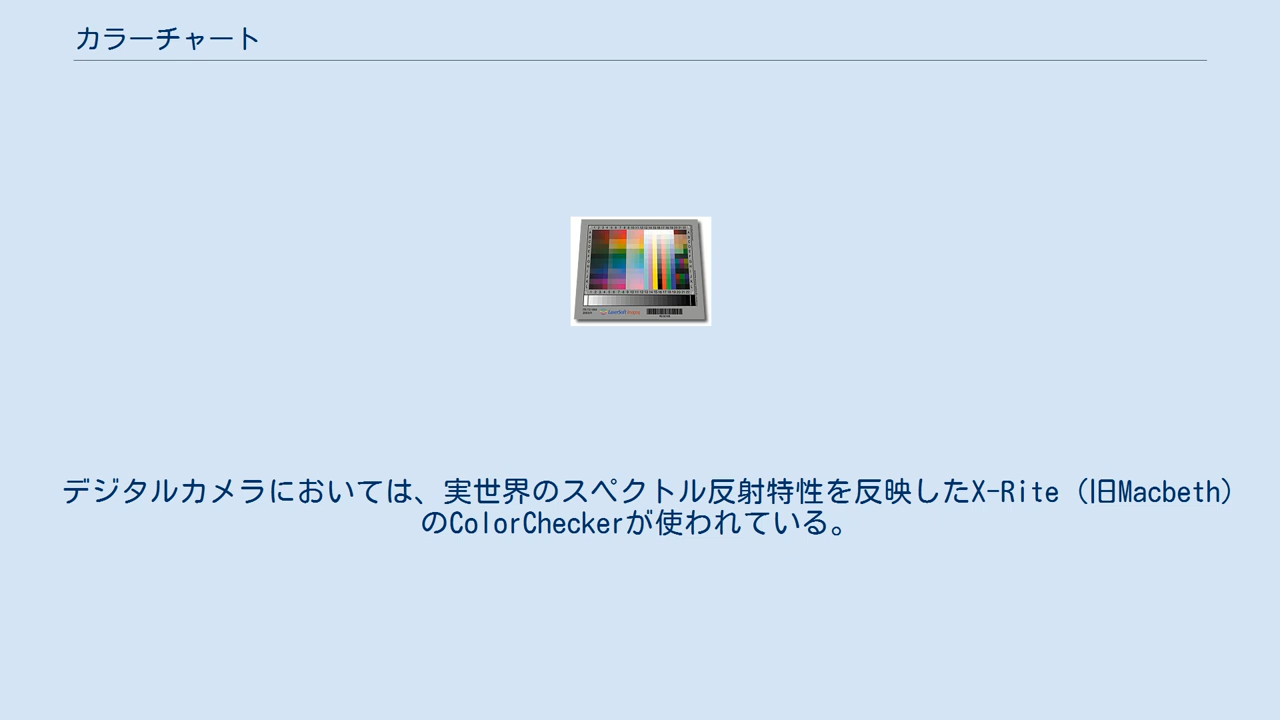 カラーチャート
LaserSoft Imaging
デジタルカメラにおいては、実世界のスペクトル反射特性を反映したX-Rite（旧Macbeth）
のColorCheckerが使われている。